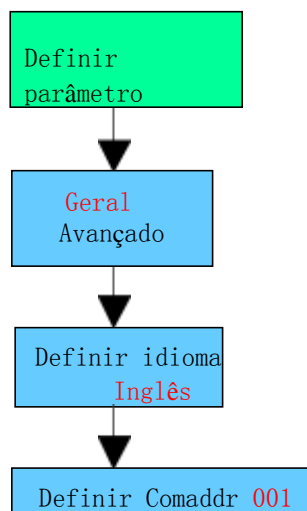 Definir
parâmetro
Geral
Avançado
Definir idioma
Inglês
Definir Comaddr 001